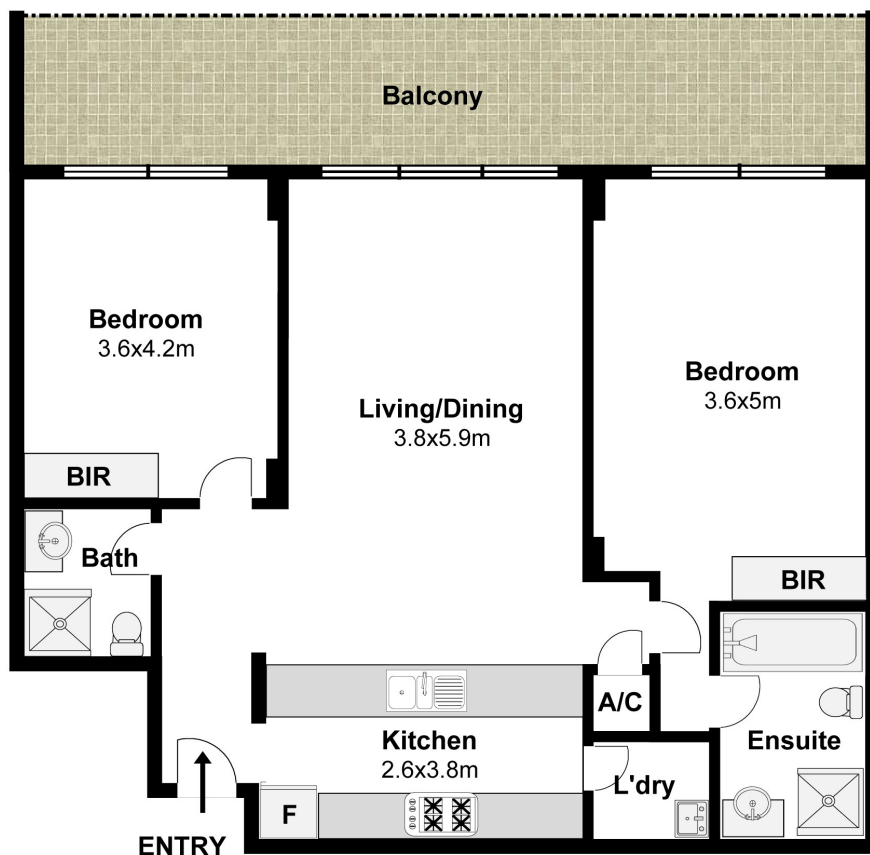 Balcony
Bedroom
3.6x4.2m
Bedroom
3.6x5m
Living/Dining
3.8x5.9m
BIR
Bath
BIR
A/C
Kitchen
2.6x3.8m
Ensuite
L'dry
F
ENTRY